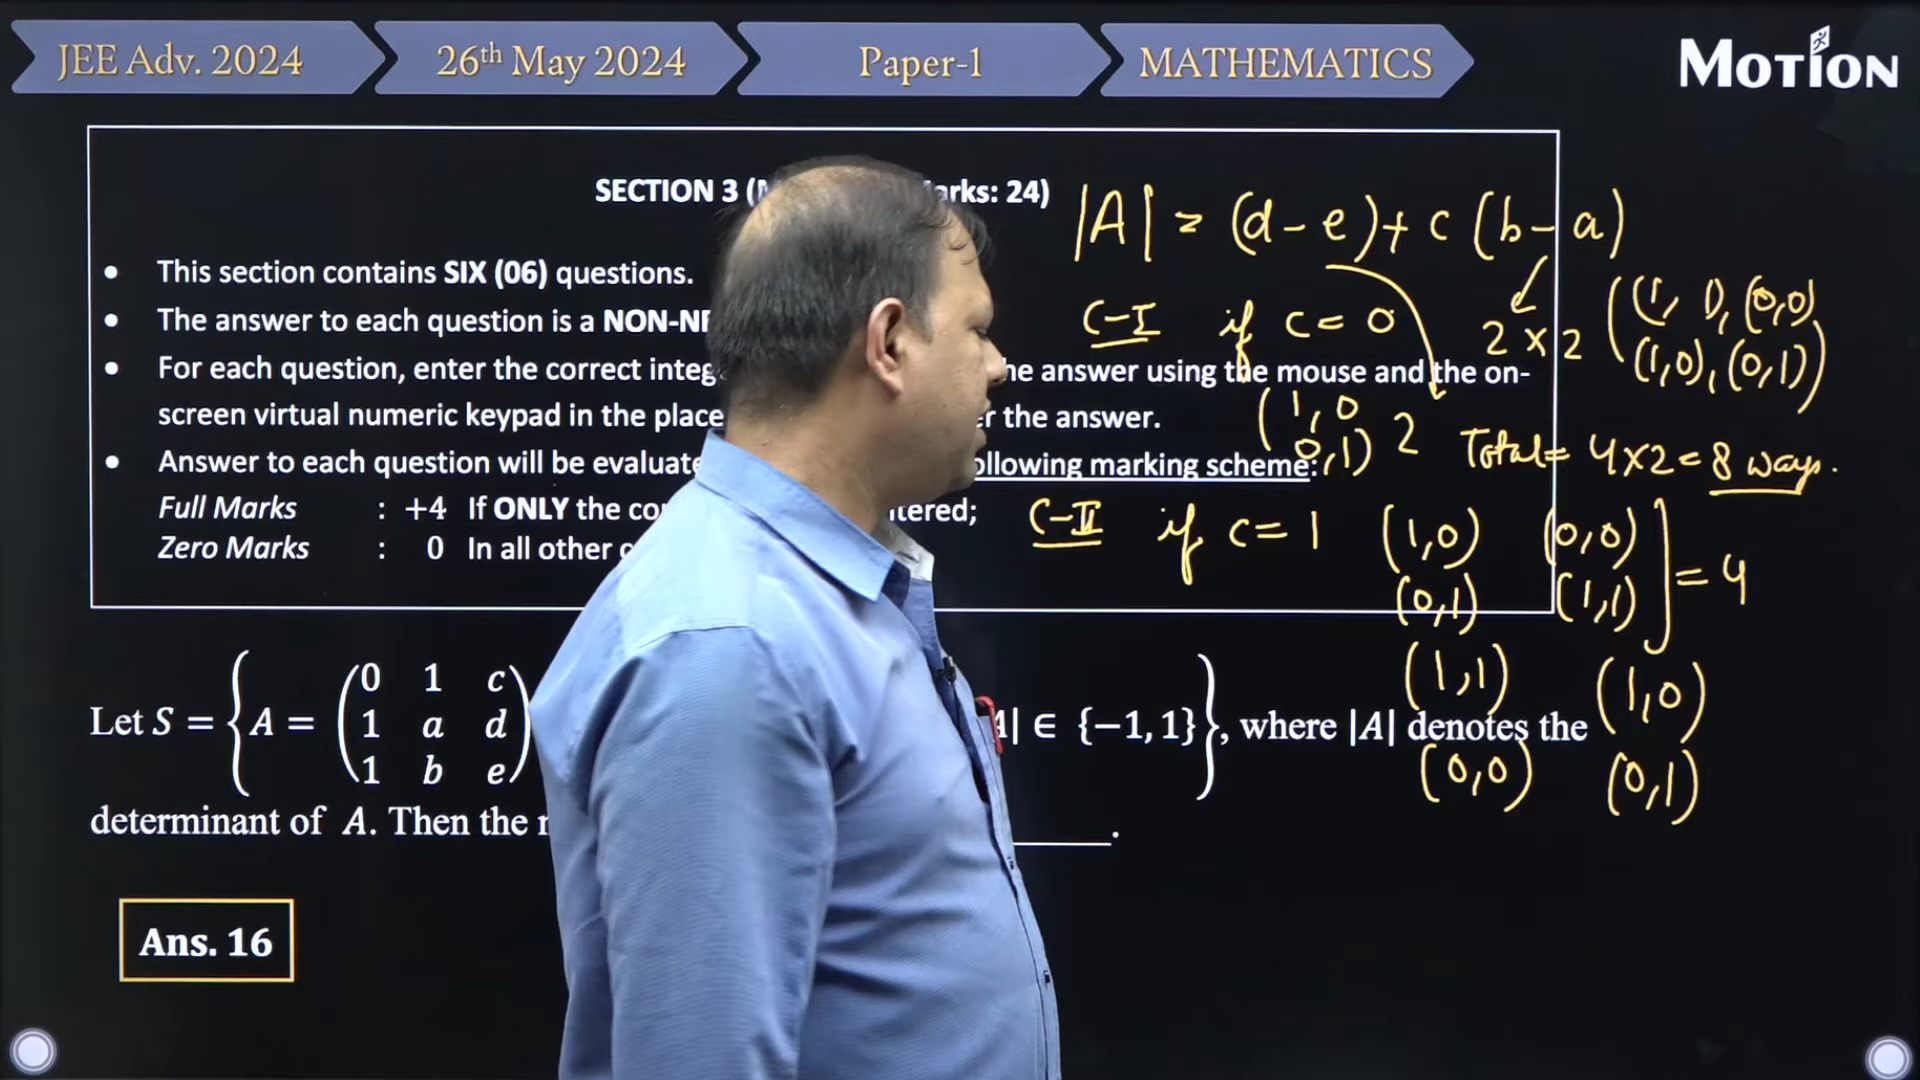 JEE Adv. 2024
26th May 2024
Paper-1
MATHEMATICS
MOTION
SECTION 3 (M arks: 24)
• This section contains SIX (06) questions.
• The answer to each question is a NON-NE
• For each question, enter the correct integ he answer using the mouse and the on-
screen virtual numeric keypad in the place r the answer.
• Answer to each question will be evaluate ollowing marking scheme:
Full Marks : +4 If ONLY the co ntered;
Zero Marks : 0 In all other c
|A| = (d - e) + c (b - a)
C-I if c = 0
2 × 2 ( (1, 1), (0,0)
(1,0), (0,1) )
( 1, 0
0, 1) 2
Total = 4×2 = 8 ways.
C-II if c = 1 (1,0) (0,0) ] = 4
(0,1) (1,1)
(1,1) (1,0)
(0,0) (0,1)
Let S = { A = ( 0 1 c
1 a d
1 b e ) A| ∈ {−1, 1} }, where |A| denotes the
determinant of A. Then the n ______.
Ans. 16